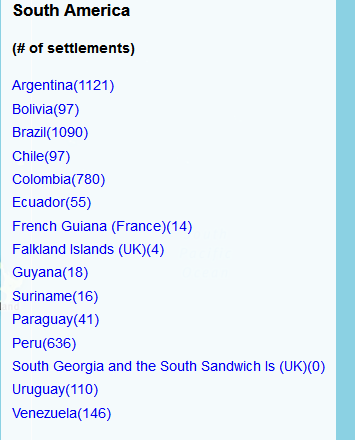 South America
(# of settlements)
Argentina(1121)
Bolivia(97)
Brazil(1090)
Chile(97)
Colombia(780)
Ecuador(55)
French Guiana (France)(14)
Falkland Islands (UK)(4)
Guyana(18)
Suriname(16)
Paraguay(41)
Peru(636)
South Georgia and the South Sandwich Is (UK)(0)
Uruguay(110)
Venezuela(146)